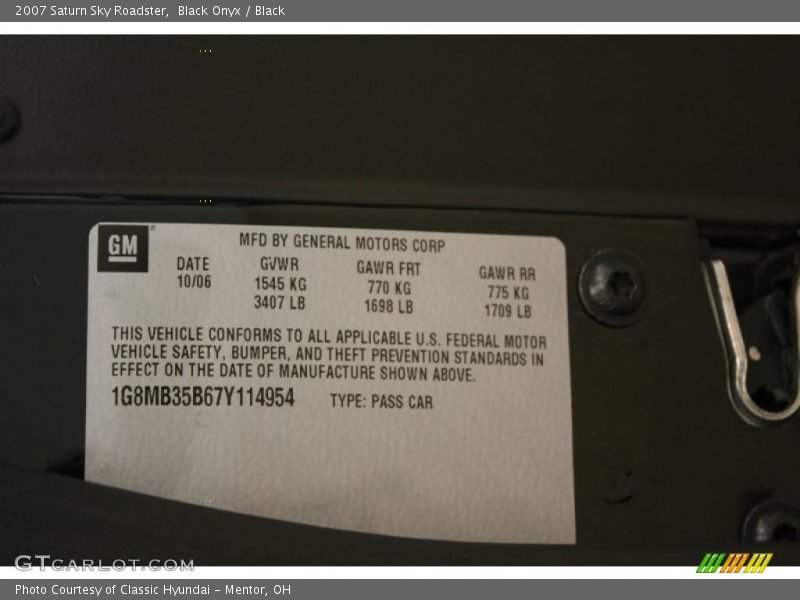 2007 Saturn Sky Roadster,  Black Onyx / Black
GM
MFD BY GENERAL MOTORS CORP
DATE GVWR GAWR FRT GAWR RR
10/06 1545 KG 770 KG 775 KG
3407 LB 1698 LB 1709 LB
THIS VEHICLE CONFORMS TO ALL APPLICABLE U.S. FEDERAL MOTOR
VEHICLE SAFETY, BUMPER, AND THEFT PREVENTION STANDARDS IN
EFFECT ON THE DATE OF MANUFACTURE SHOWN ABOVE.
1G8MB35B67Y114954 TYPE: PASS CAR
GTCARLOT.COM
Photo Courtesy of Classic Hyundai - Mentor, OH